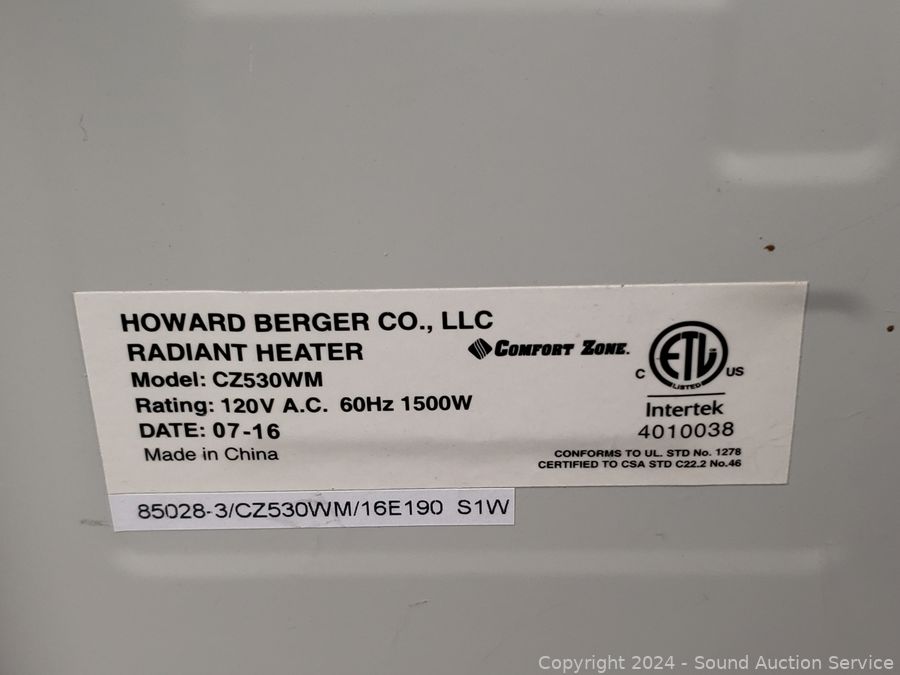 HOWARD BERGER CO., LLC
RADIANT HEATER
COMFORT ZONE.
Model: CZ530WM
Rating: 120V A.C. 60Hz 1500W
DATE: 07-16
Made in China
ETL
LISTED
C US
Intertek
4010038
CONFORMS TO UL. STD No. 1278
CERTIFIED TO CSA STD C22.2 No.46
85028-3/CZ530WM/16E190 S1W
Copyright 2024 - Sound Auction Service